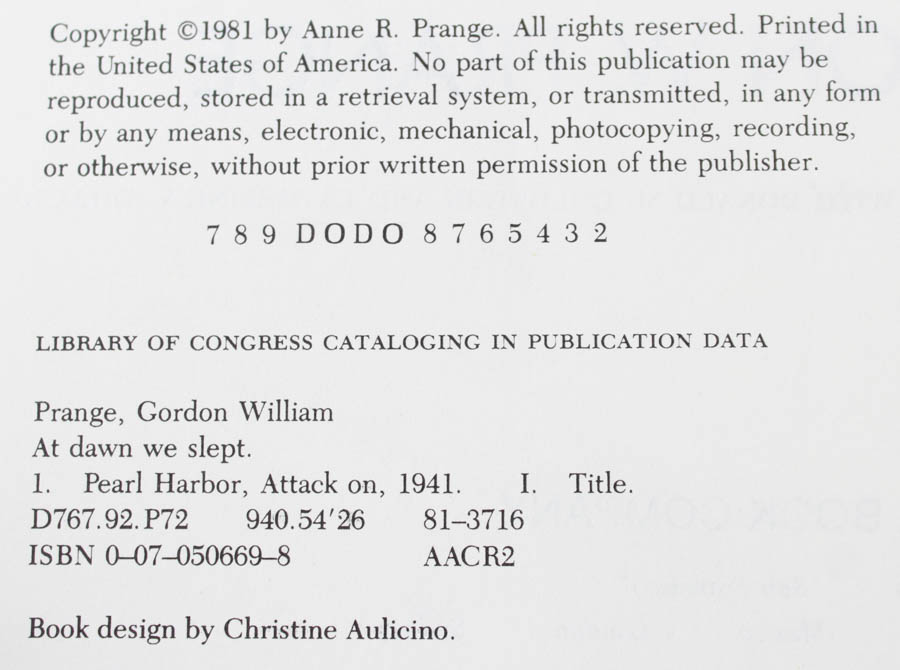 Copyright ©1981 by Anne R. Prange. All rights reserved. Printed in
the United States of America. No part of this publication may be
reproduced, stored in a retrieval system, or transmitted, in any form
or by any means, electronic, mechanical, photocopying, recording,
or otherwise, without prior written permission of the publisher.
7 8 9 DODO 8 7 6 5 4 3 2
LIBRARY OF CONGRESS CATALOGING IN PUBLICATION DATA
Prange, Gordon William
At dawn we slept.
1. Pearl Harbor, Attack on, 1941. I. Title.
D767.92.P72 940.54′26 81–3716
ISBN 0–07–050669–8 AACR2
Book design by Christine Aulicino.